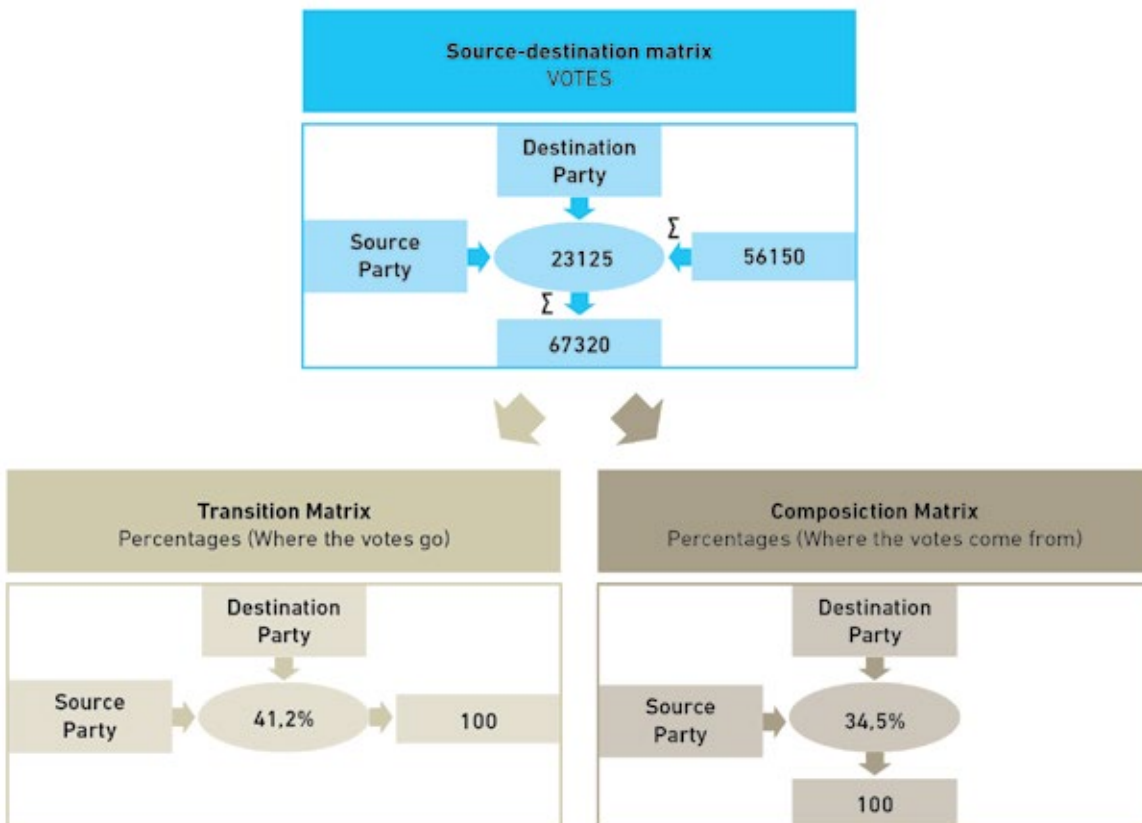 Source-destination matrix
VOTES
Destination
Party
Source
Party
23125
Σ
56150
Σ
67320
Transition Matrix
Percentages (Where the votes go)
Destination
Party
Source
Party
41,2%
100
Composiction Matrix
Percentages (Where the votes come from)
Destination
Party
Source
Party
34,5%
100